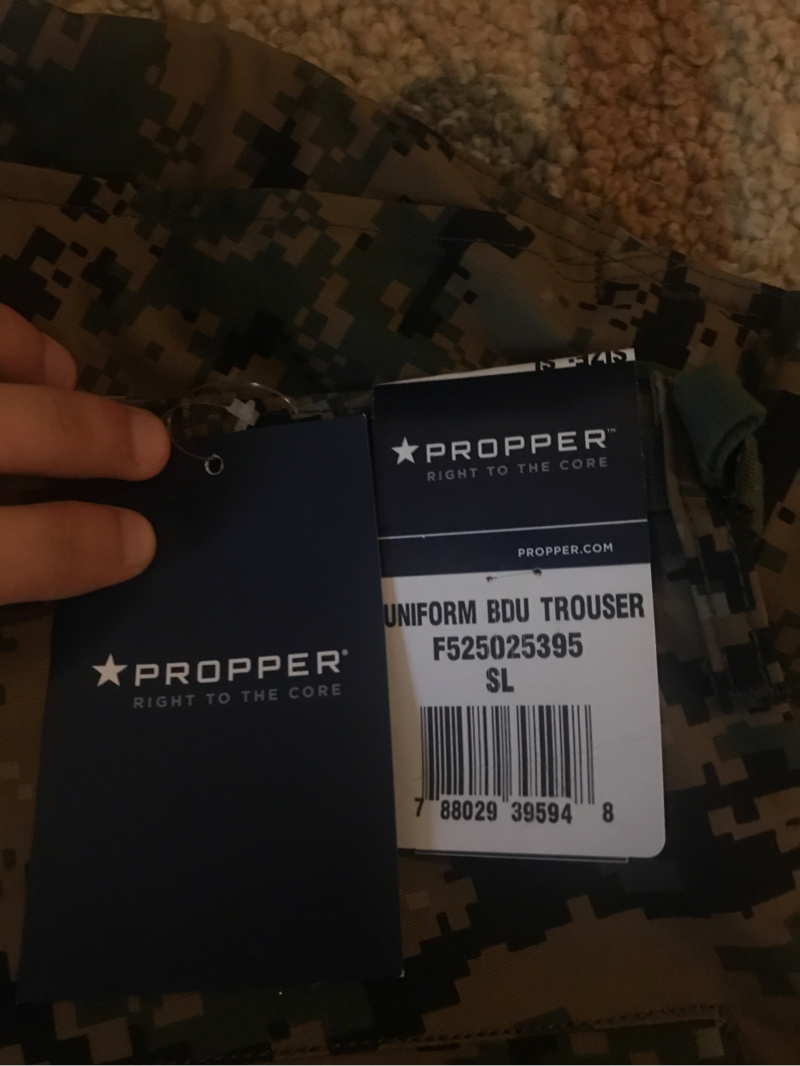 ★PROPPER®
RIGHT TO THE CORE
★PROPPER™
RIGHT TO THE CORE
PROPPER.COM
UNIFORM BDU TROUSER
F525025395
SL
7 88029 39594 8